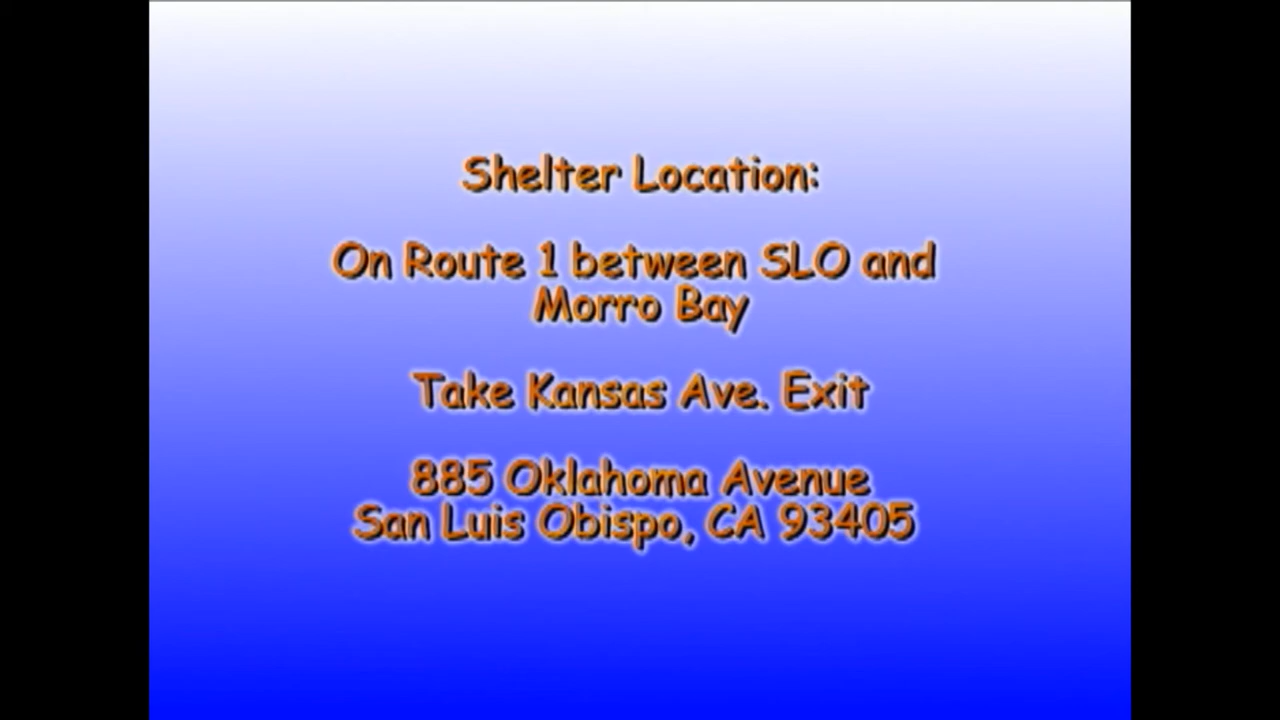 Shelter Location:
On Route 1 between SLO and
Morro Bay
Take Kansas Ave. Exit
885 Oklahoma Avenue
San Luis Obispo, CA 93405